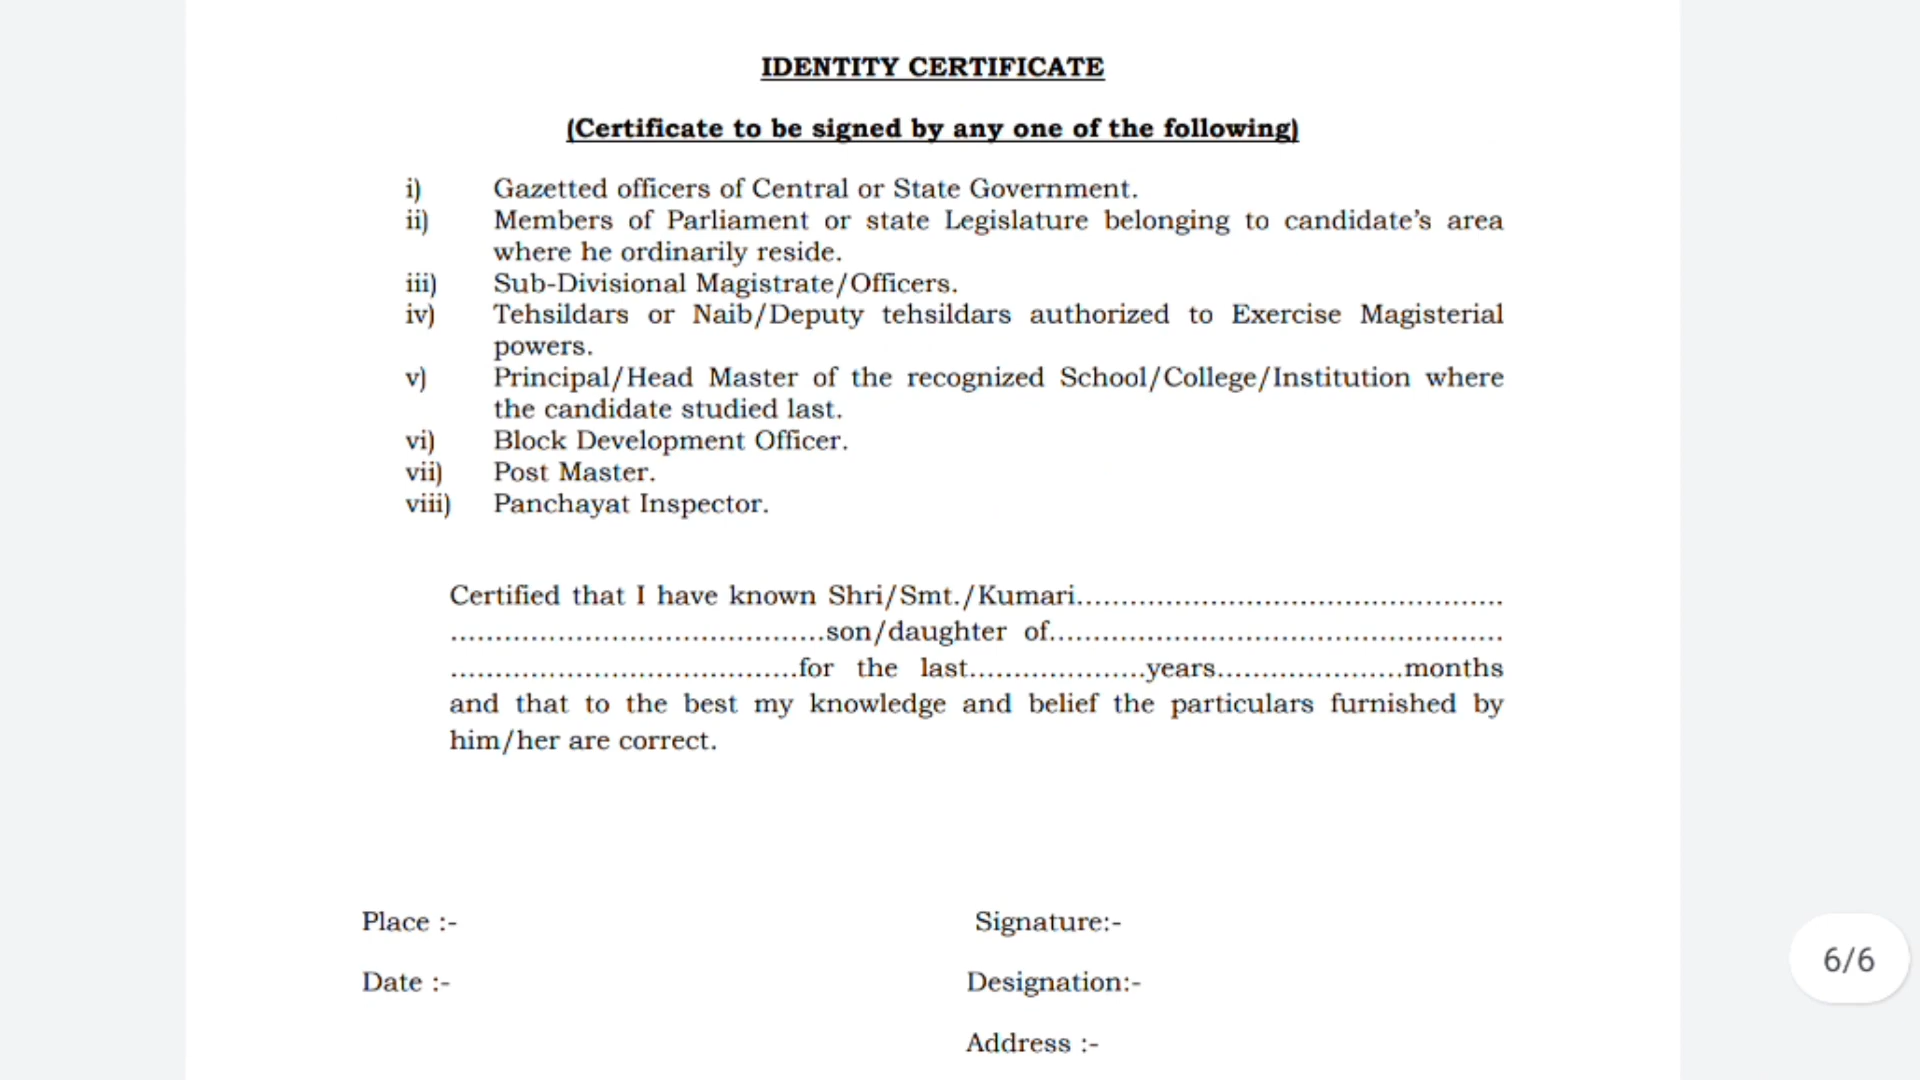 IDENTITY CERTIFICATE
(Certificate to be signed by any one of the following)
i) Gazetted officers of Central or State Government.
ii) Members of Parliament or state Legislature belonging to candidate’s area
where he ordinarily reside.
iii) Sub-Divisional Magistrate/Officers.
iv) Tehsildars or Naib/Deputy tehsildars authorized to Exercise Magisterial
powers.
v) Principal/Head Master of the recognized School/College/Institution where
the candidate studied last.
vi) Block Development Officer.
vii) Post Master.
viii) Panchayat Inspector.
Certified that I have known Shri/Smt./Kumari...............................................
..........................................son/daughter of..................................................
.......................................for the last....................years.....................months
and that to the best my knowledge and belief the particulars furnished by
him/her are correct.
Place :- Signature:-
Date :- Designation:-
Address :-
6/6